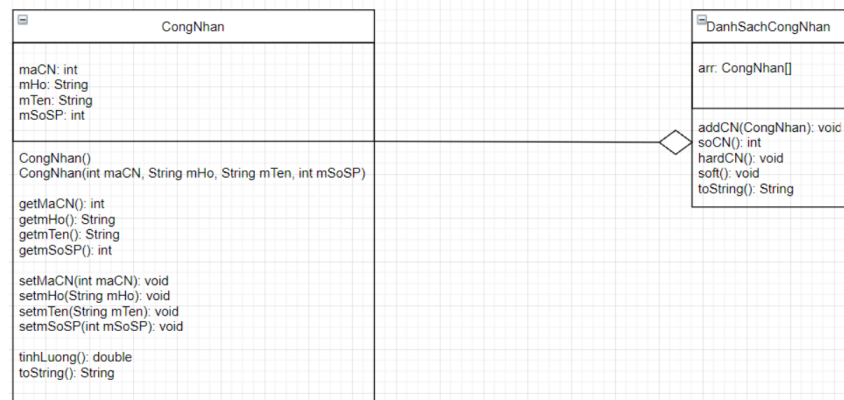 CongNhan
maCN: int
mHo: String
mTen: String
mSoSP: int
CongNhan()
CongNhan(int maCN, String mHo, String mTen, int mSoSP)
getMaCN(): int
getmHo(): String
getmTen(): String
getmSoSP(): int
setMaCN(int maCN): void
setmHo(String mHo): void
setmTen(String mTen): void
setmSoSP(int mSoSP): void
tinhLuong(): double
toString(): String
DanhSachCongNhan
arr: CongNhan[]
addCN(CongNhan): void
soCN(): int
hardCN(): void
soft(): void
toString(): String